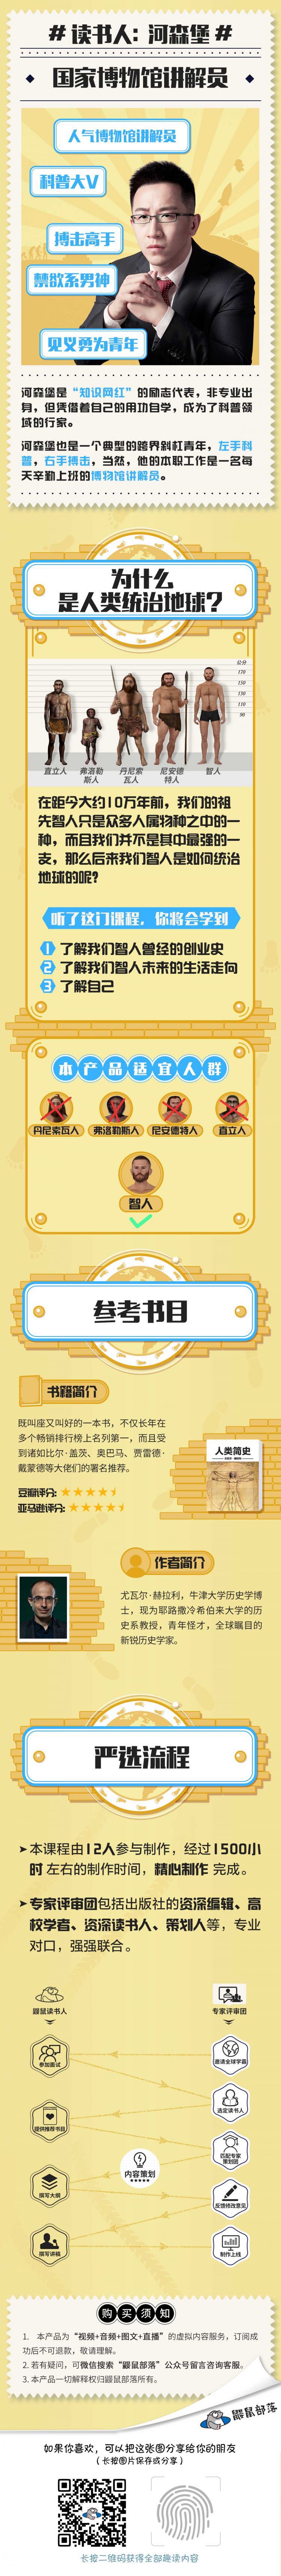 #读书人：河森堡#
国家博物馆讲解员
人气博物馆讲解员
科普大V
搏击高手
禁欲系男神
见义勇为青年
河森堡是“知识网红”的励志代表，非专业出
身，但凭借着自己的用功自学，成为了科普领
域的行家。
河森堡也是一个典型的跨界斜杠青年，左手科
普，右手搏击，当然，他的本职工作是一名每
天辛勤上班的博物馆讲解员。
为什么
是人类统治地球？
公分
170
150
130
110
90
直立人 弗洛勒斯人 丹尼索瓦人 尼安德特人 智人
在距今大约10万年前，我们的祖
先智人只是众多人属物种之中的一
种，而且我们并不是其中最强的一
支，那么后来我们智人是如何统治
地球的呢？
听了这门课程，你将会学到
1 了解我们智人曾经的创业史
2 了解我们智人未来的生活走向
3 了解自己
本产品适宜人群
丹尼索瓦人 弗洛勒斯人 尼安德特人 直立人
智人
参考书目
书籍简介
既叫座又叫好的一本书，不仅长年在
多个畅销排行榜上名列第一，而且受
到诸如比尔·盖茨、奥巴马、贾雷德·
戴蒙德等大佬们的署名推荐。
豆瓣评分：
亚马逊评分：
人类简史
作者简介
尤瓦尔·赫拉利，牛津大学历史学博
士，现为耶路撒冷希伯来大学的历
史系教授，青年怪才，全球瞩目的
新锐历史学家。
严选流程
➤本课程由12人参与制作，经过1500小
时 左右的制作时间，精心制作 完成。
➤专家评审团包括出版社的资深编辑、高
校学者、资深读书人、策划人等，专业
对口，强强联合。
鼹鼠读书人 专家评审团
参加面试
邀请全球学霸
选定读书人
提供推荐书目
匹配专家
策划团
内容策划
撰写大纲
反馈修改意见
撰写讲稿
制作上线
购买须知
1. 本产品为“视频+音频+图文+直播”的虚拟内容服务，订阅成
功后不可退款，敬请理解。
2. 若有疑问，可微信搜索“鼹鼠部落”公众号留言咨询客服。
3. 本产品一切解释权归鼹鼠部落所有。
鼹鼠部落
如果你喜欢，可以把这张图分享给你的朋友
（长按图片保存或分享）
长按二维码获得全部趣读内容